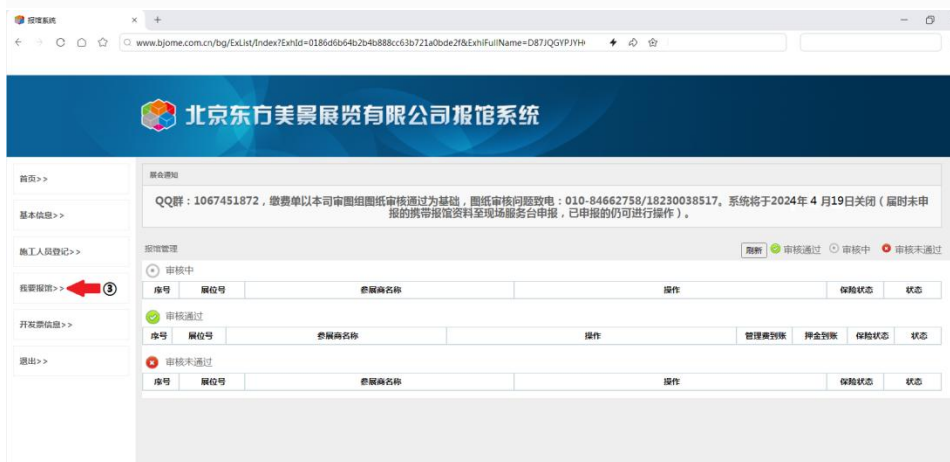 报馆系统
www.bjome.com.cn/bg/ExList/Index?ExhId=0186d6b64b2b4b888cc63b721a0bde2f&ExhiFullName=D87JQGYPJYH
北京东方美景展览有限公司报馆系统
首页>>
基本信息>>
施工人员登记>>
我要报馆>> ③
开发票信息>>
退出>>
展会通知
QQ群：1067451872，缴费单以本司审图组图纸审核通过为基础，图纸审核问题致电：010-84662758/18230038517。系统将于2024年 4 月19日关闭（届时未申
报的携带报馆资料至现场服务台申报，已申报的仍可进行操作）。
报馆管理 刷新 审核通过 审核中 审核未通过
审核中
序号 展位号 参展商名称 操作 保险状态 状态
审核通过
序号 展位号 参展商名称 操作 管理费到账 押金到账 保险状态 状态
审核未通过
序号 展位号 参展商名称 操作 保险状态 状态